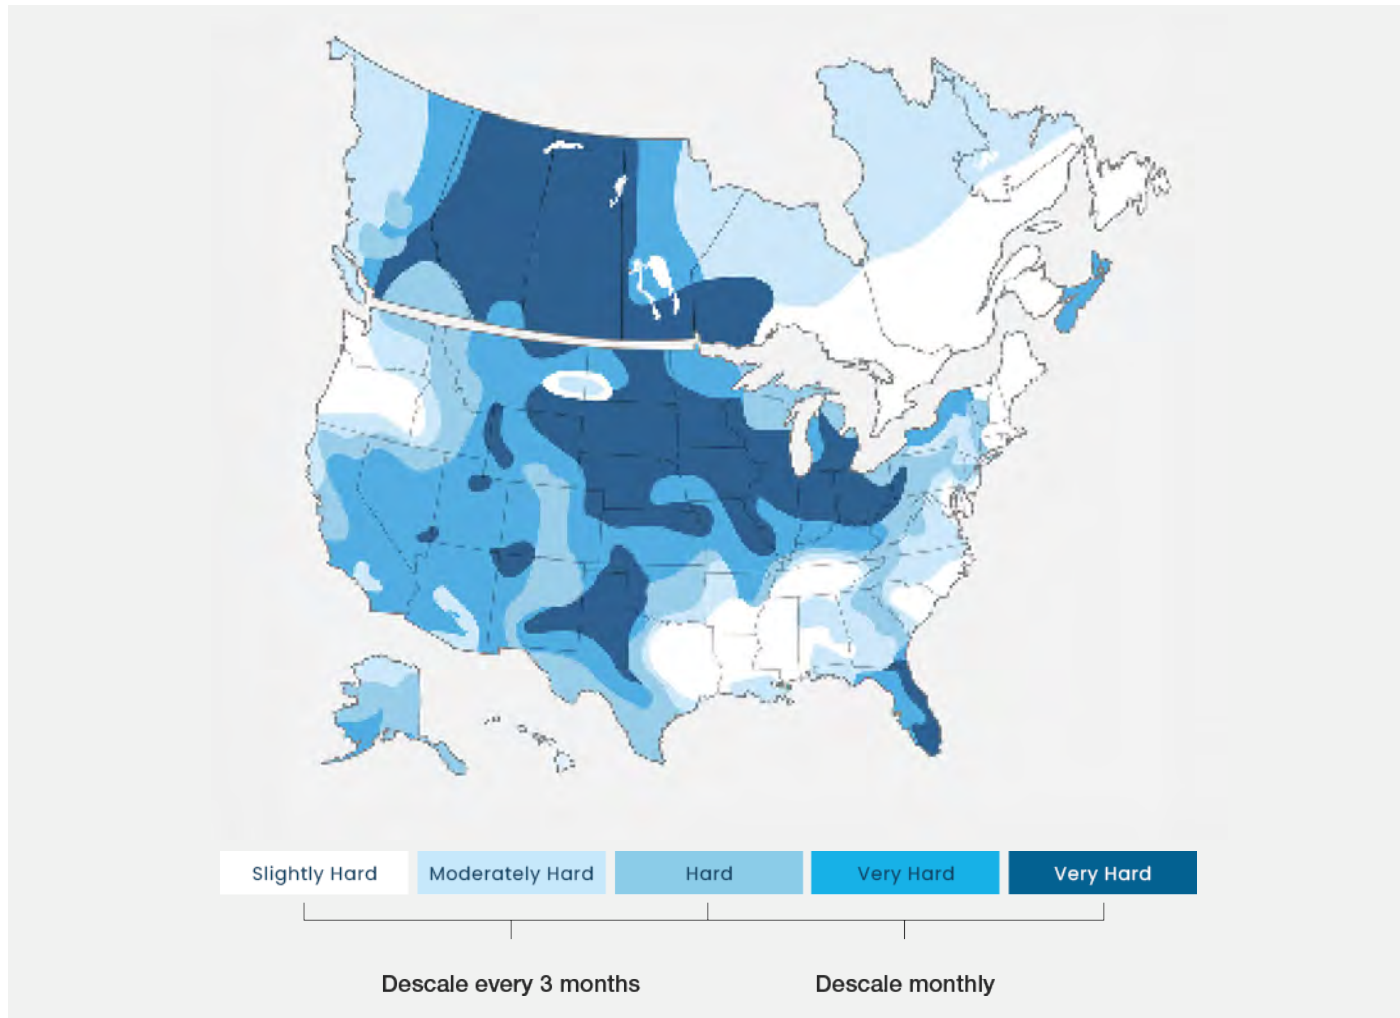 Slightly Hard
Moderately Hard
Hard
Very Hard
Very Hard
Descale every 3 months
Descale monthly